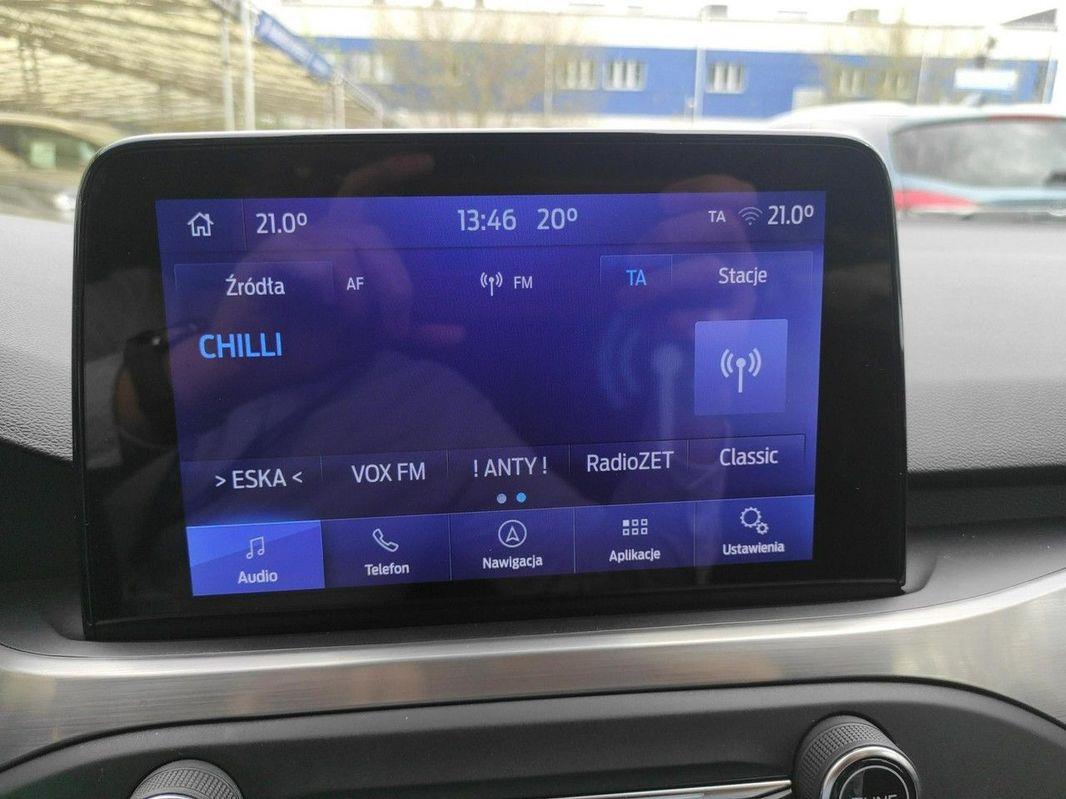 21.0° 13:46 20° TA 21.0°
Źródła AF FM TA Stacje
CHILLI
>ESKA< VOX FM !ANTY! RadioZET Classic
Audio Telefon Nawigacja Aplikacje Ustawienia
TUNE